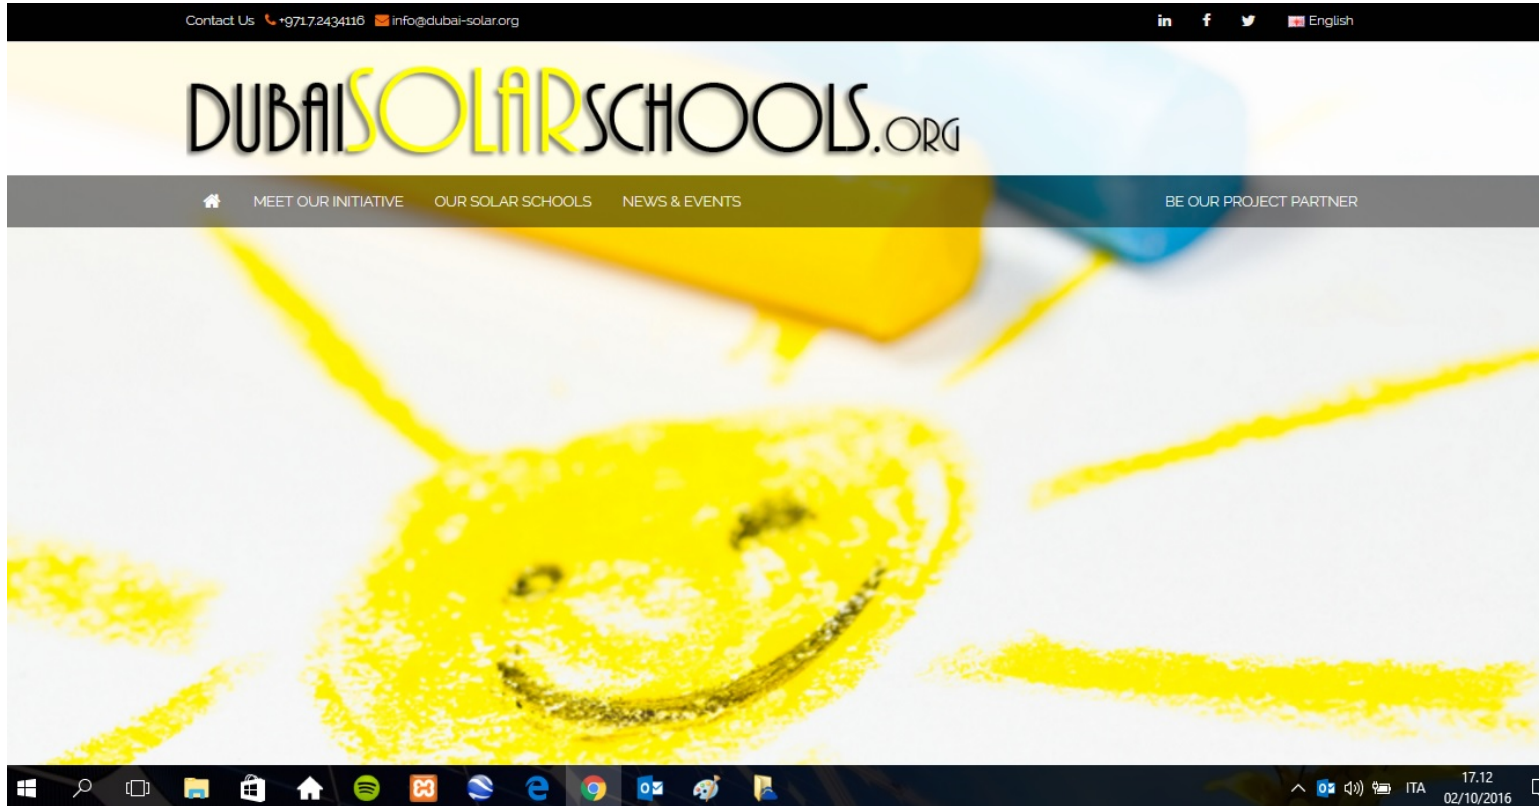 Contact Us +971.7.2434116 info@dubai-solar.org
in f English
DUBAISOLARSCHOOLS.ORG
MEET OUR INITIATIVE OUR SOLAR SCHOOLS NEWS & EVENTS BE OUR PROJECT PARTNER
ITA
17.12
02/10/2016